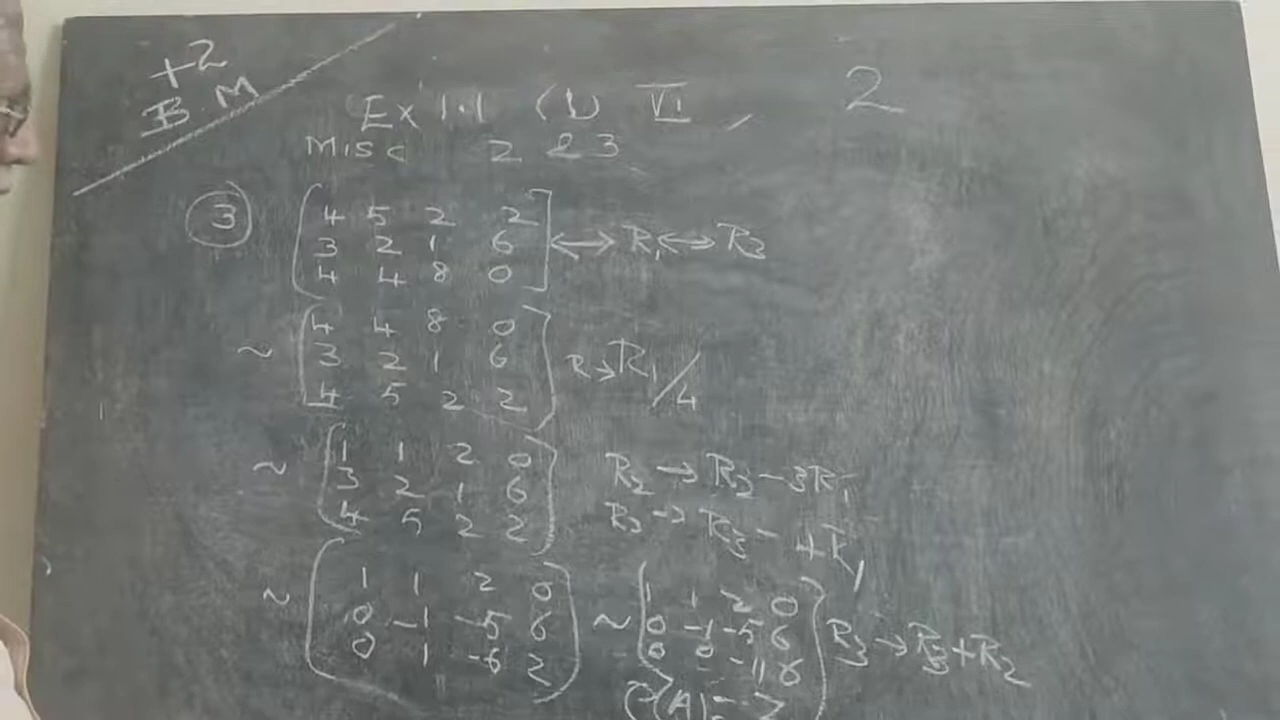 +2
B.M
Ex 1.1 (1) VI, 2
Misc 2 & 3
3
4 5 2 2
3 2 1 6 ↔ R₁ ↔ R₃
4 4 8 0
4 4 8 0
~ 3 2 1 6 R→R₁/4
4 5 2 2
1 1 2 0
~ 3 2 1 6 R₂ → R₂ - 3R₁
4 5 2 2 R₃ → R₃ - 4R₁
1 1 2 0 1 1 2 0
~ 0 -1 -5 6 ~ 0 -1 -5 6 R₃ → R₃ + R₂
0 1 -6 2 0 0 -11 8